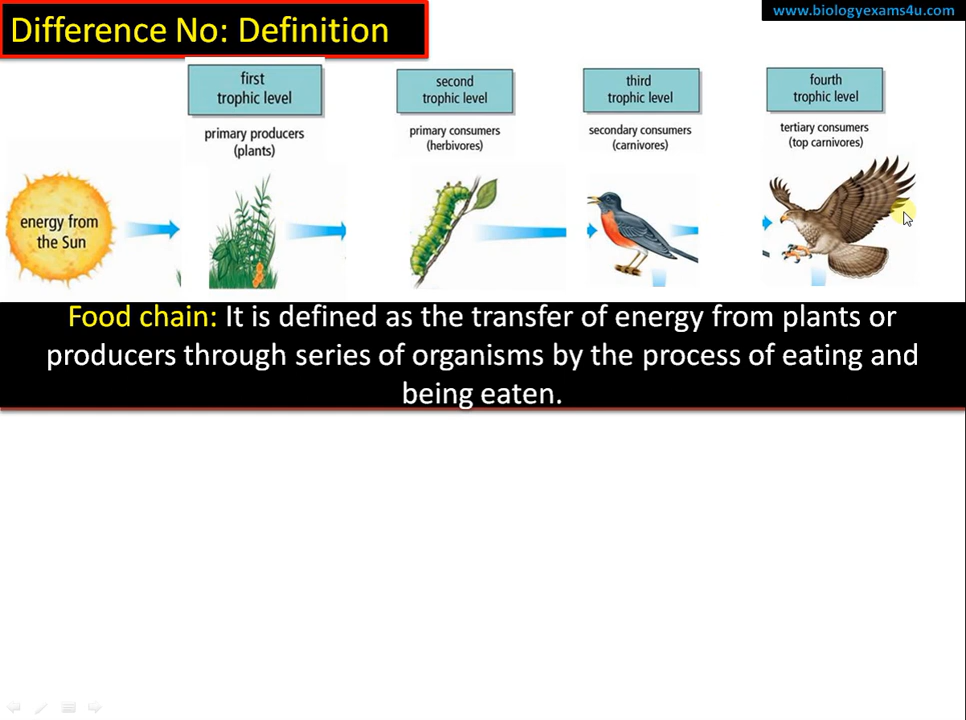 www.biologyexams4u.com
Difference No: Definition
first
trophic level
second
trophic level
third
trophic level
fourth
trophic level
primary producers
(plants)
primary consumers
(herbivores)
secondary consumers
(carnivores)
tertiary consumers
(top carnivores)
energy from
the Sun
Food chain: It is defined as the transfer of energy from plants or
producers through series of organisms by the process of eating and
being eaten.